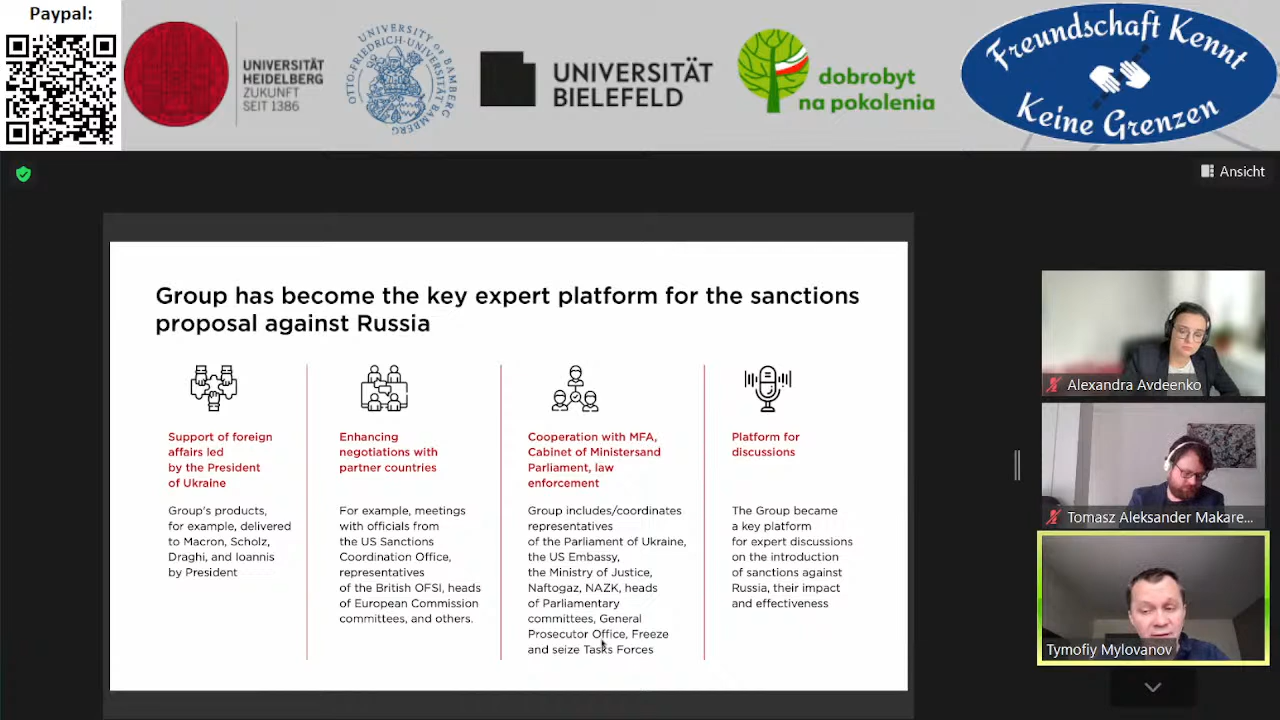 Paypal:
UNIVERSITÄT
HEIDELBERG
ZUKUNFT
SEIT 1386
OTTO-FRIEDRICH-UNIVERSITÄT BAMBERG
UNIVERSITY OF BAMBERG
UNIVERSITÄT
BIELEFELD
dobrobyt
na pokolenia
Freundschaft Kennt
Keine Grenzen
Ansicht
Group has become the key expert platform for the sanctions
proposal against Russia
Support of foreign
affairs led
by the President
of Ukraine
Group's products,
for example, delivered
to Macron, Scholz,
Draghi, and Ioannis
by President
Enhancing
negotiations with
partner countries
For example, meetings
with officials from
the US Sanctions
Coordination Office,
representatives
of the British OFSI, heads
of European Commission
committees, and others.
Cooperation with MFA,
Cabinet of Ministersand
Parliament, law
enforcement
Group includes/coordinates
representatives
of the Parliament of Ukraine,
the US Embassy,
the Ministry of Justice,
Naftogaz, NAZK, heads
of Parliamentary
committees, General
Prosecutor Office, Freeze
and seize Tasks Forces
Platform for
discussions
The Group became
a key platform
for expert discussions
on the introduction
of sanctions against
Russia, their impact
and effectiveness
Alexandra Avdeenko
Tomasz Aleksander Makare...
Tymofiy Mylovanov